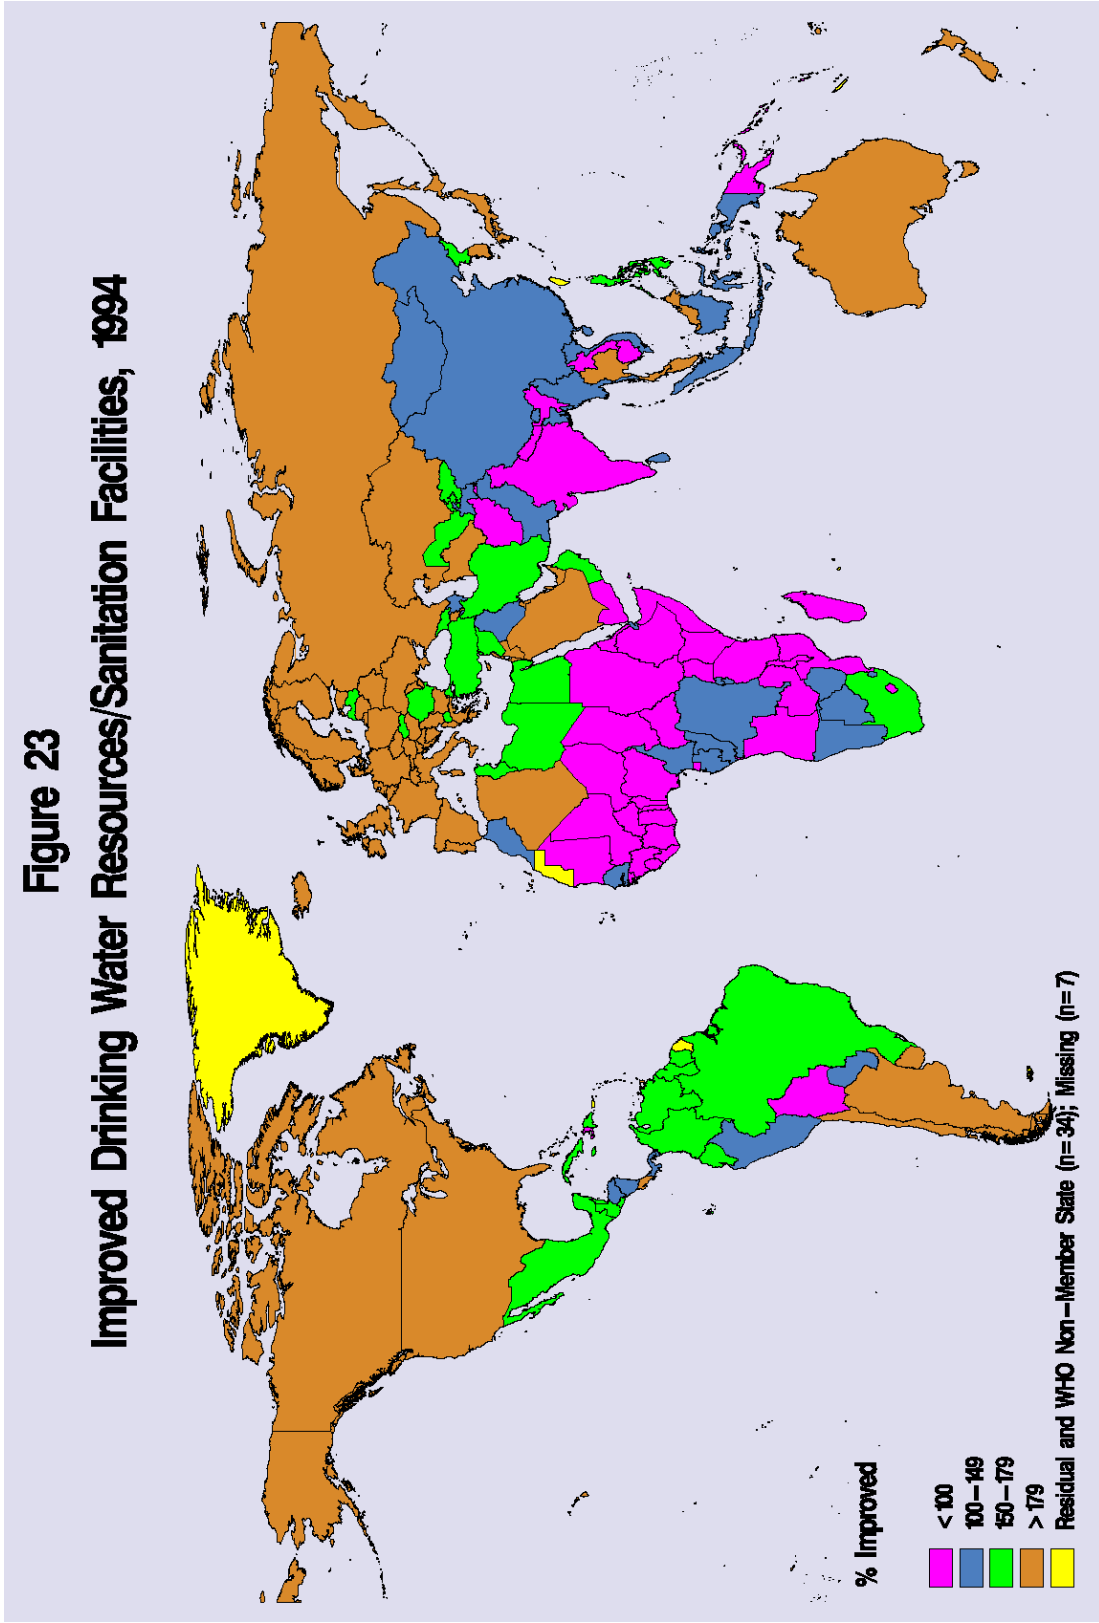 Figure 23
Improved Drinking Water Resources/Sanitation Facilities, 1994
% Improved
< 100
100-149
150-179
> 179
Residual and WHO Non-Member State (n=34); Missing (n=7)